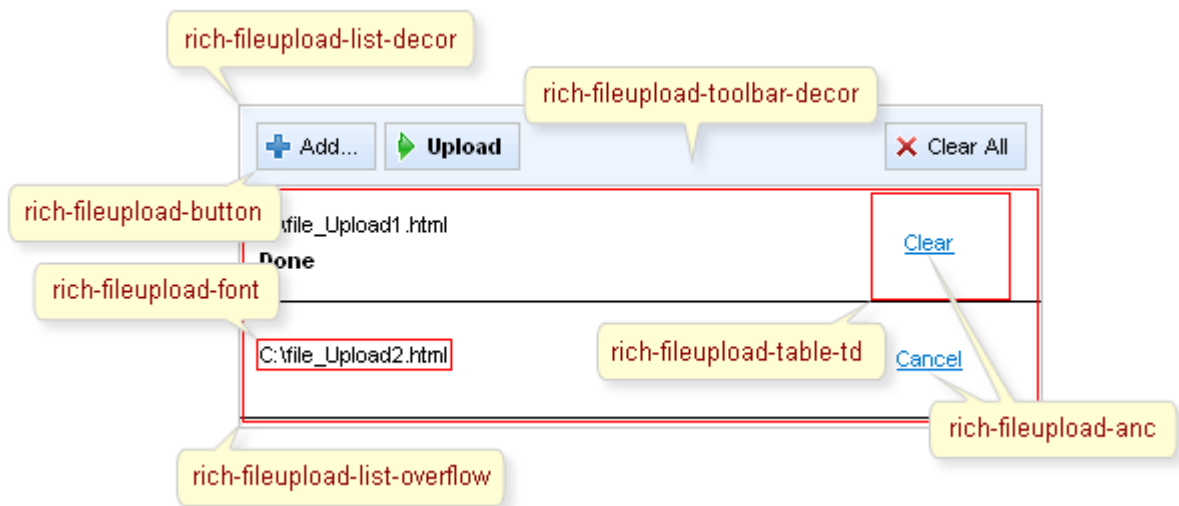 rich-fileupload-list-decor
rich-fileupload-toolbar-decor
Add...
Upload
Clear All
rich-fileupload-button
\file_Upload1.html
Clear
Done
rich-fileupload-font
rich-fileupload-table-td
C:\file_Upload2.html
Cancel
rich-fileupload-anc
rich-fileupload-list-overflow